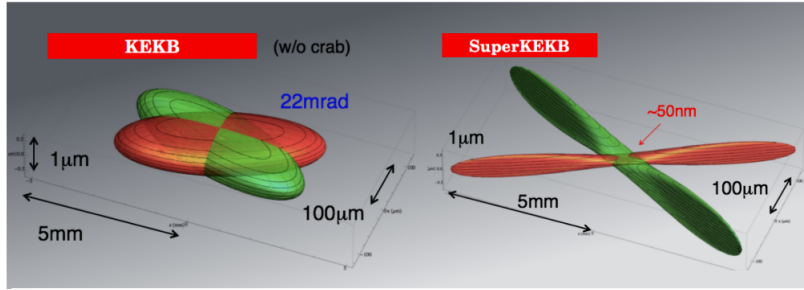 KEKB
(w/o crab)
22mrad
1μm
5mm
100μm
SuperKEKB
~50nm
1μm
5mm
100μm